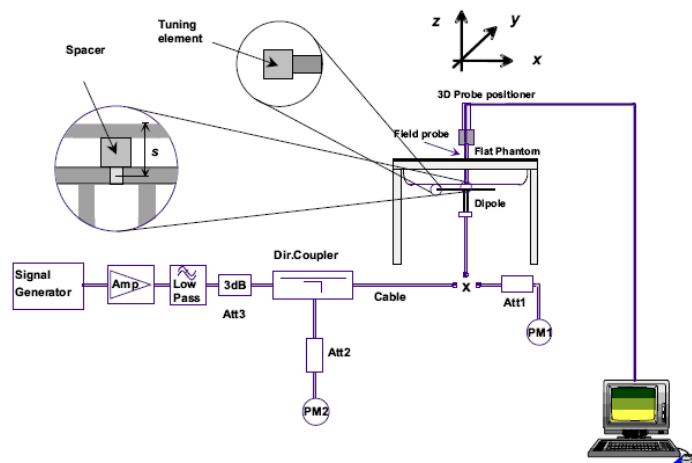 Tuning
element
z
y
x
Spacer
3D Probe positioner
s
Field probe
Flat Phantom
Dipole
Dir.Coupler
Signal
Generator
Amp
Low
Pass
3dB
Att3
Cable
x
Att1
PM1
Att2
PM2